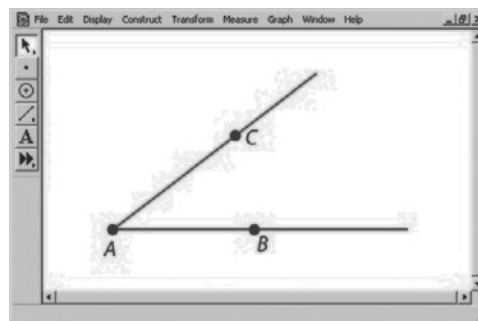 File Edit Display Construct Transform Measure Graph Window Help
A
C
A
B